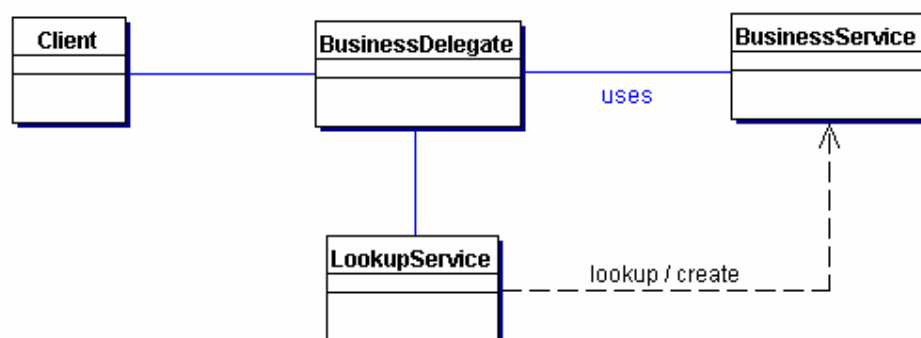 Client
BusinessDelegate
BusinessService
uses
LookupService
lookup / create